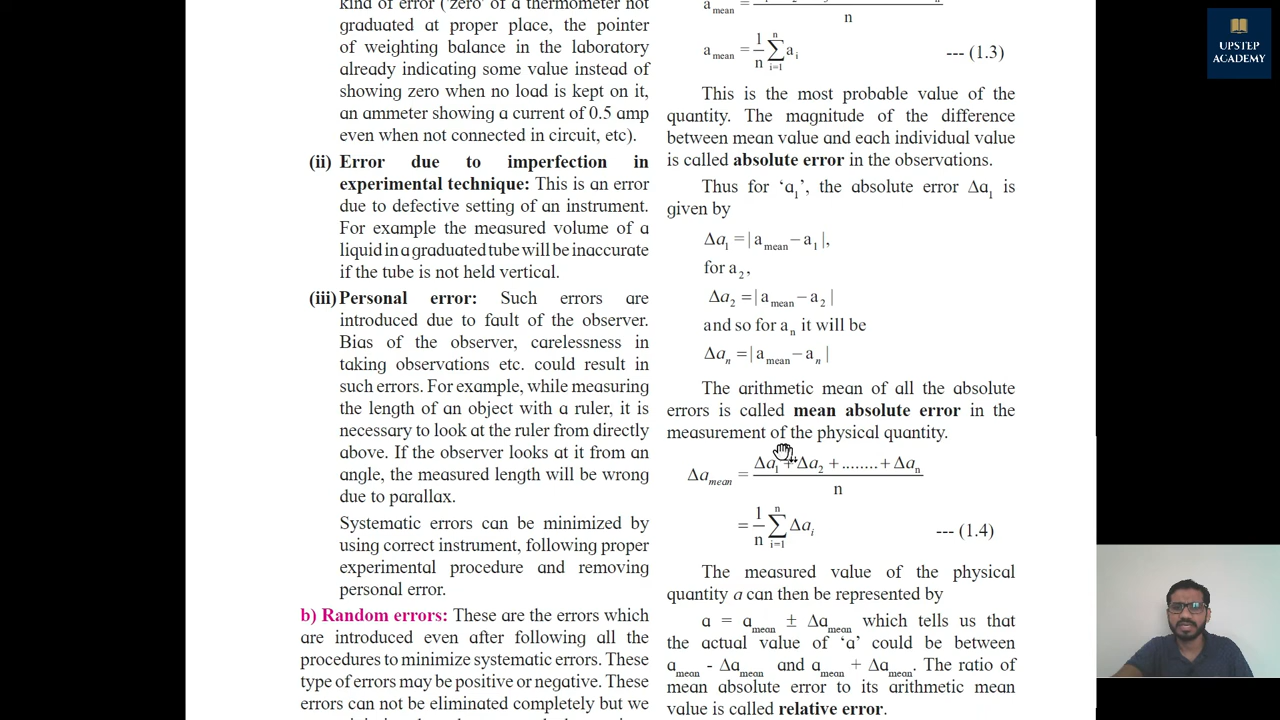 kind of error ('zero' of a thermometer not
graduated at proper place, the pointer
of weighting balance in the laboratory
already indicating some value instead of
showing zero when no load is kept on it,
an ammeter showing a current of 0.5 amp
even when not connected in circuit, etc).
(ii) Error due to imperfection in
experimental technique: This is an error
due to defective setting of an instrument.
For example the measured volume of a
liquid in a graduated tube will be inaccurate
if the tube is not held vertical.
(iii) Personal error: Such errors are
introduced due to fault of the observer.
Bias of the observer, carelessness in
taking observations etc. could result in
such errors. For example, while measuring
the length of an object with a ruler, it is
necessary to look at the ruler from directly
above. If the observer looks at it from an
angle, the measured length will be wrong
due to parallax.
Systematic errors can be minimized by
using correct instrument, following proper
experimental procedure and removing
personal error.
b) Random errors: These are the errors which
are introduced even after following all the
procedures to minimize systematic errors. These
type of errors may be positive or negative. These
errors can not be eliminated completely but we
a mean =
n
a mean = 1/n Σ i=1 n a i --- (1.3)
This is the most probable value of the
quantity. The magnitude of the difference
between mean value and each individual value
is called absolute error in the observations.
Thus for ‘a1’, the absolute error Δa1 is
given by
Δa1 = | a mean − a1 |,
for a2,
Δa2 = | a mean − a2 |
and so for an it will be
Δan = | a mean − an |
The arithmetic mean of all the absolute
errors is called mean absolute error in the
measurement of the physical quantity.
Δa mean = Δa1 + Δa2 + ........ + Δan
n
= 1/n Σ i=1 n Δai --- (1.4)
The measured value of the physical
quantity a can then be represented by
a = a mean ± Δa mean which tells us that
the actual value of ‘a’ could be between
a mean - Δa mean and a mean + Δa mean. The ratio of
mean absolute error to its arithmetic mean
value is called relative error.
UPSTEP
ACADEMY